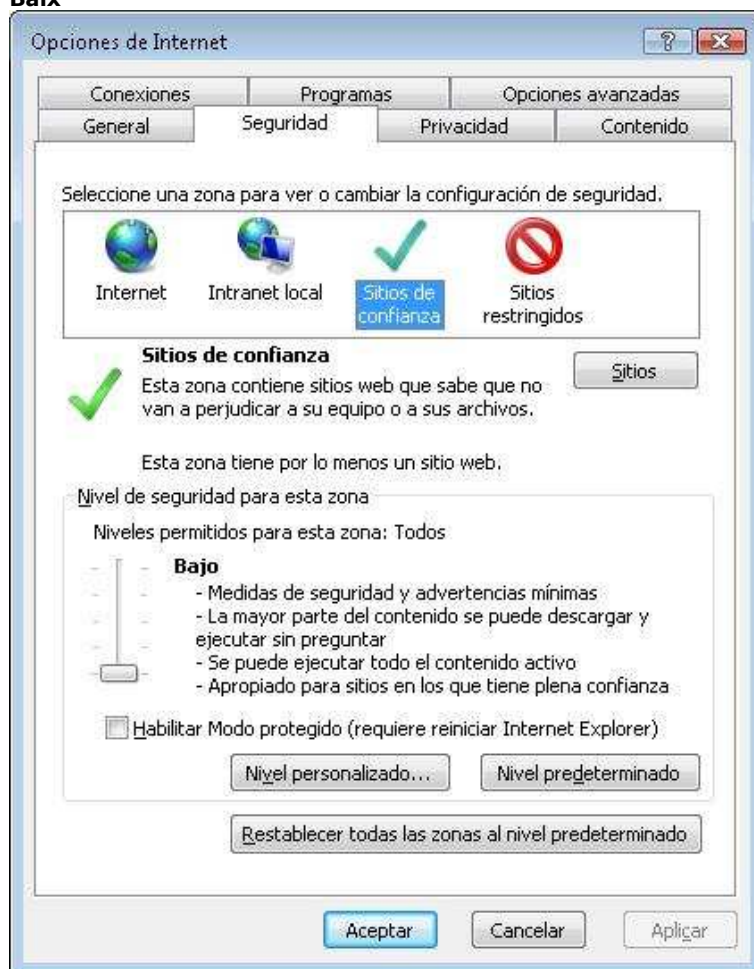 Baix
Opciones de Internet
Conexiones Programas Opciones avanzadas
General Seguridad Privacidad Contenido
Seleccione una zona para ver o cambiar la configuración de seguridad.
Internet Intranet local Sitios de confianza Sitios restringidos
Sitios de confianza
Sitios
Esta zona contiene sitios web que sabe que no
van a perjudicar a su equipo o a sus archivos.
Esta zona tiene por lo menos un sitio web.
Nivel de seguridad para esta zona
Niveles permitidos para esta zona: Todos
Bajo
- Medidas de seguridad y advertencias mínimas
- La mayor parte del contenido se puede descargar y
ejecutar sin preguntar
- Se puede ejecutar todo el contenido activo
- Apropiado para sitios en los que tiene plena confianza
Habilitar Modo protegido (requiere reiniciar Internet Explorer)
Nivel personalizado... Nivel predeterminado
Restablecer todas las zonas al nivel predeterminado
Aceptar Cancelar Aplicar